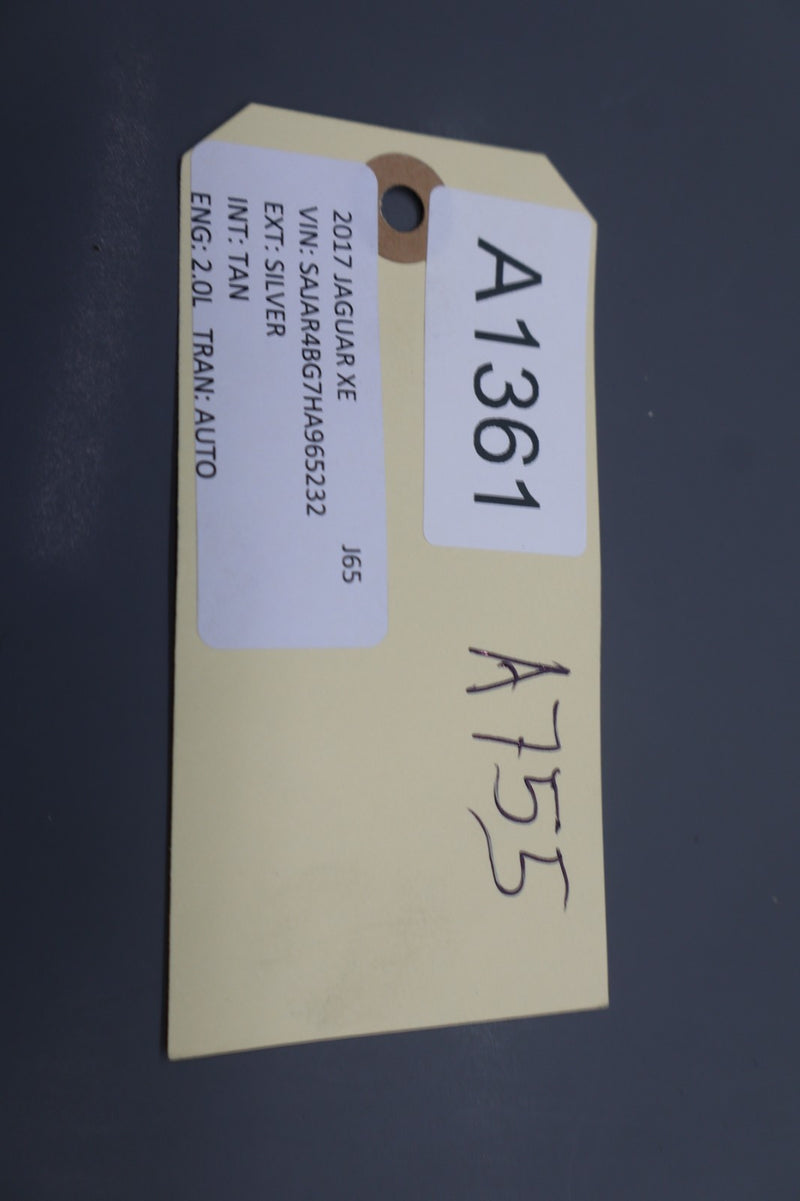 A1361
A755
2017 JAGUAR XE J65
VIN: SAJAR4BG7HA965232
EXT: SILVER
INT: TAN
ENG: 2.0L TRAN: AUTO